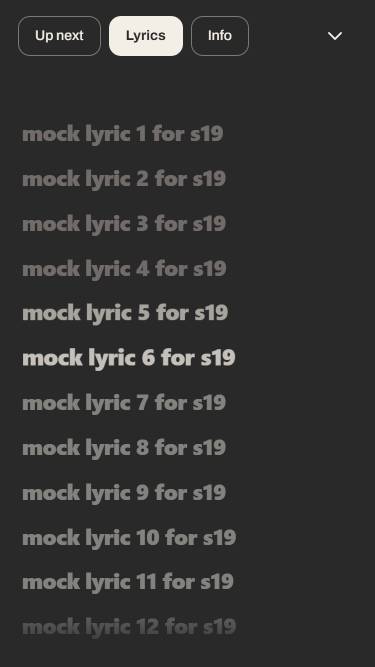 Up next Lyrics Info
mock lyric 1 for s19
mock lyric 2 for s19
mock lyric 3 for s19
mock lyric 4 for s19
mock lyric 5 for s19
mock lyric 6 for s19
mock lyric 7 for s19
mock lyric 8 for s19
mock lyric 9 for s19
mock lyric 10 for s19
mock lyric 11 for s19
mock lyric 12 for s19